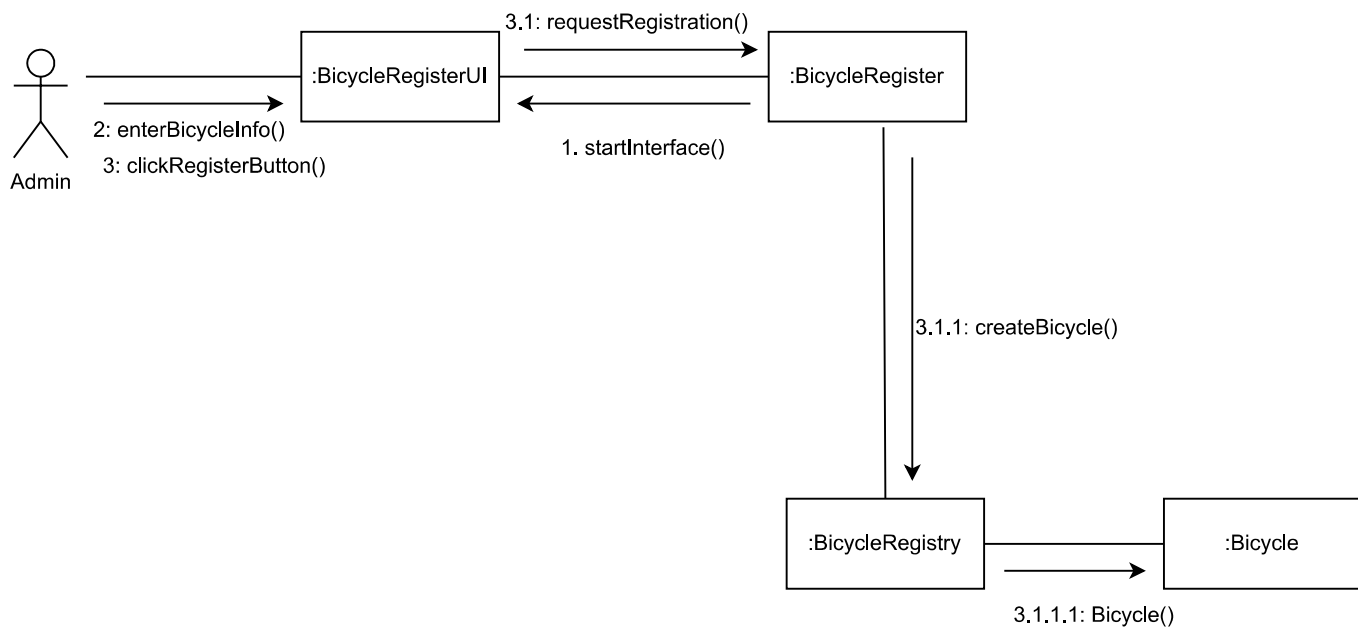 3.1: requestRegistration()
:BicycleRegisterUI
:BicycleRegister
2: enterBicycleInfo()
1. startInterface()
3: clickRegisterButton()
Admin
3.1.1: createBicycle()
:BicycleRegistry
:Bicycle
3.1.1.1: Bicycle()